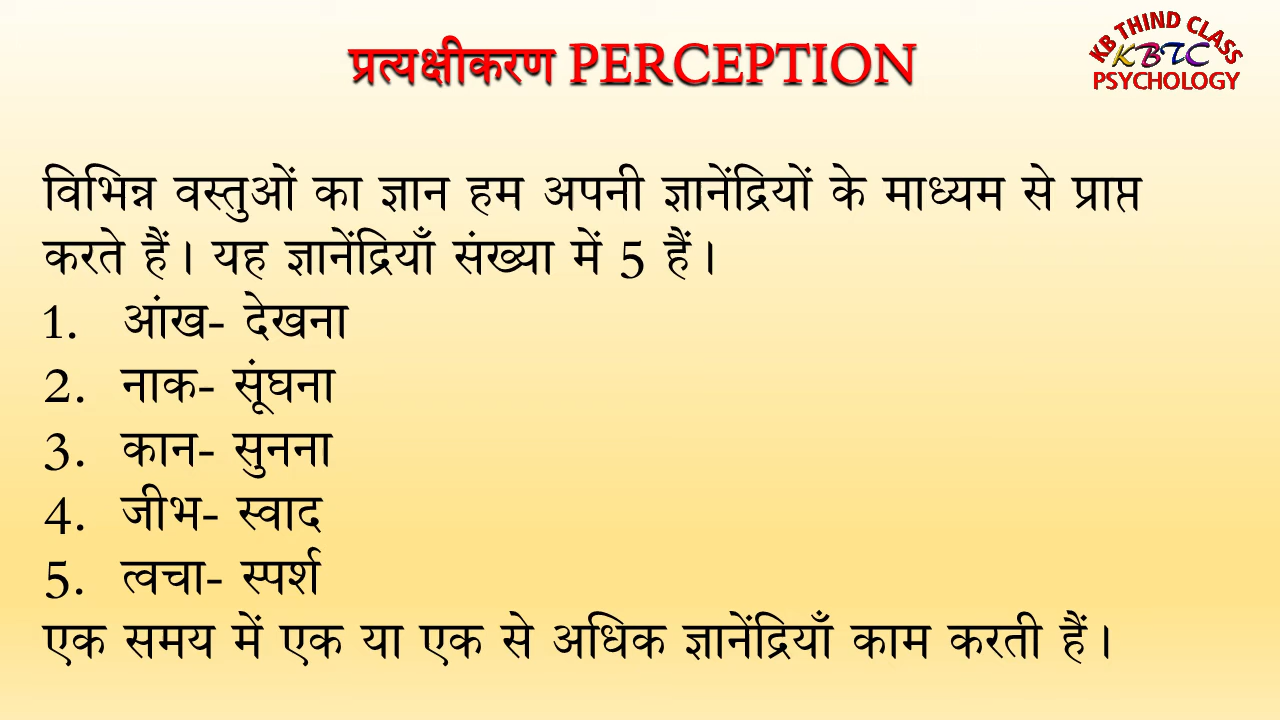 प्रत्यक्षीकरण PERCEPTION
KB THIND CLASS
KBTC
PSYCHOLOGY
विभिन्न वस्तुओं का ज्ञान हम अपनी ज्ञानेंद्रियों के माध्यम से प्राप्त
करते हैं। यह ज्ञानेंद्रियाँ संख्या में 5 हैं।
1. आंख- देखना
2. नाक- सूंघना
3. कान- सुनना
4. जीभ- स्वाद
5. त्वचा- स्पर्श
एक समय में एक या एक से अधिक ज्ञानेंद्रियाँ काम करती हैं।